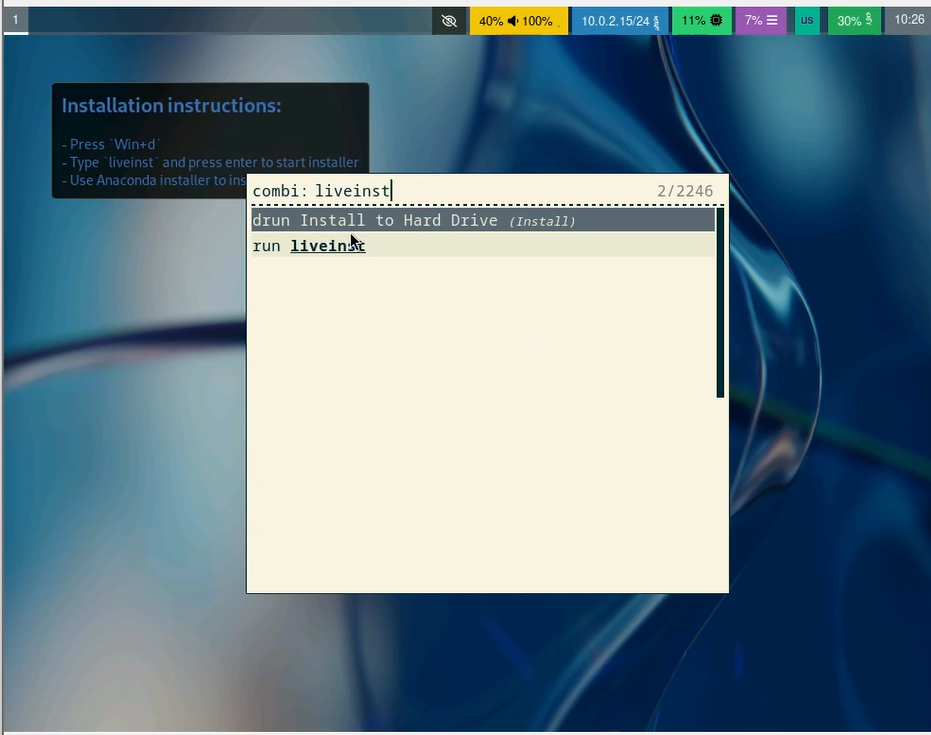 1
40% 100%
10.0.2.15/24
11%
7%
us
30%
10:26
Installation instructions:
- Press `Win+d`
- Type `liveinst` and press enter to start installer
- Use Anaconda installer to ins
combi: liveinst 2/2246
drun Install to Hard Drive (Install)
run liveinst